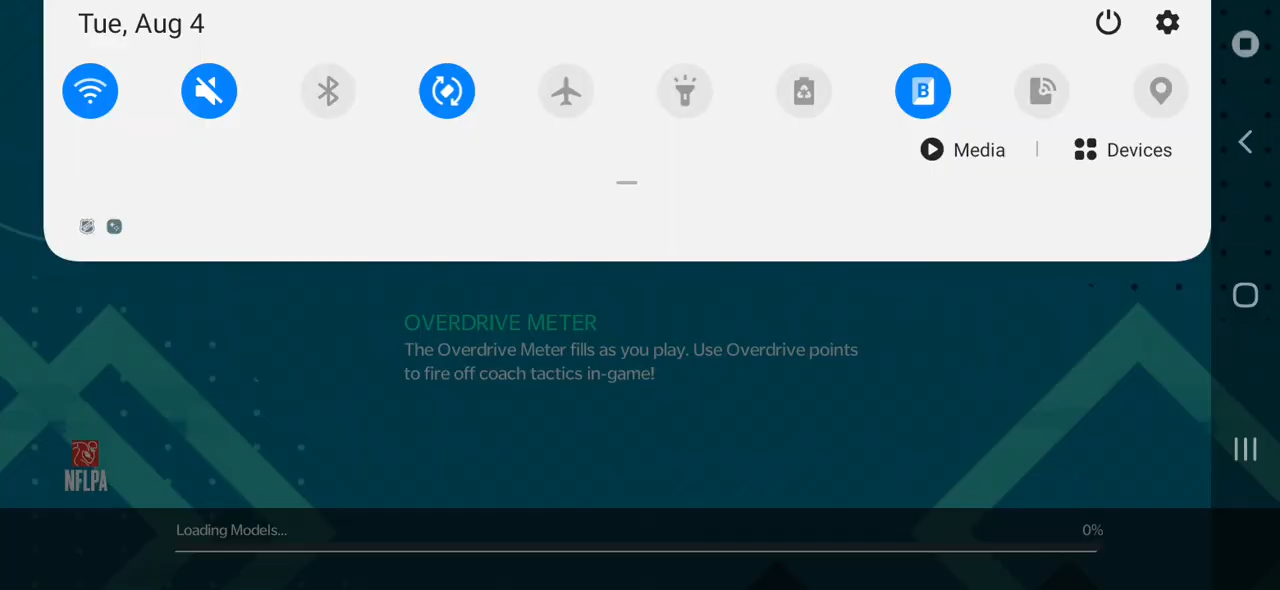 Tue, Aug 4
B
Media | Devices
OVERDRIVE METER
The Overdrive Meter fills as you play. Use Overdrive points
to fire off coach tactics in-game!
NFLPA
Loading Models... 0%